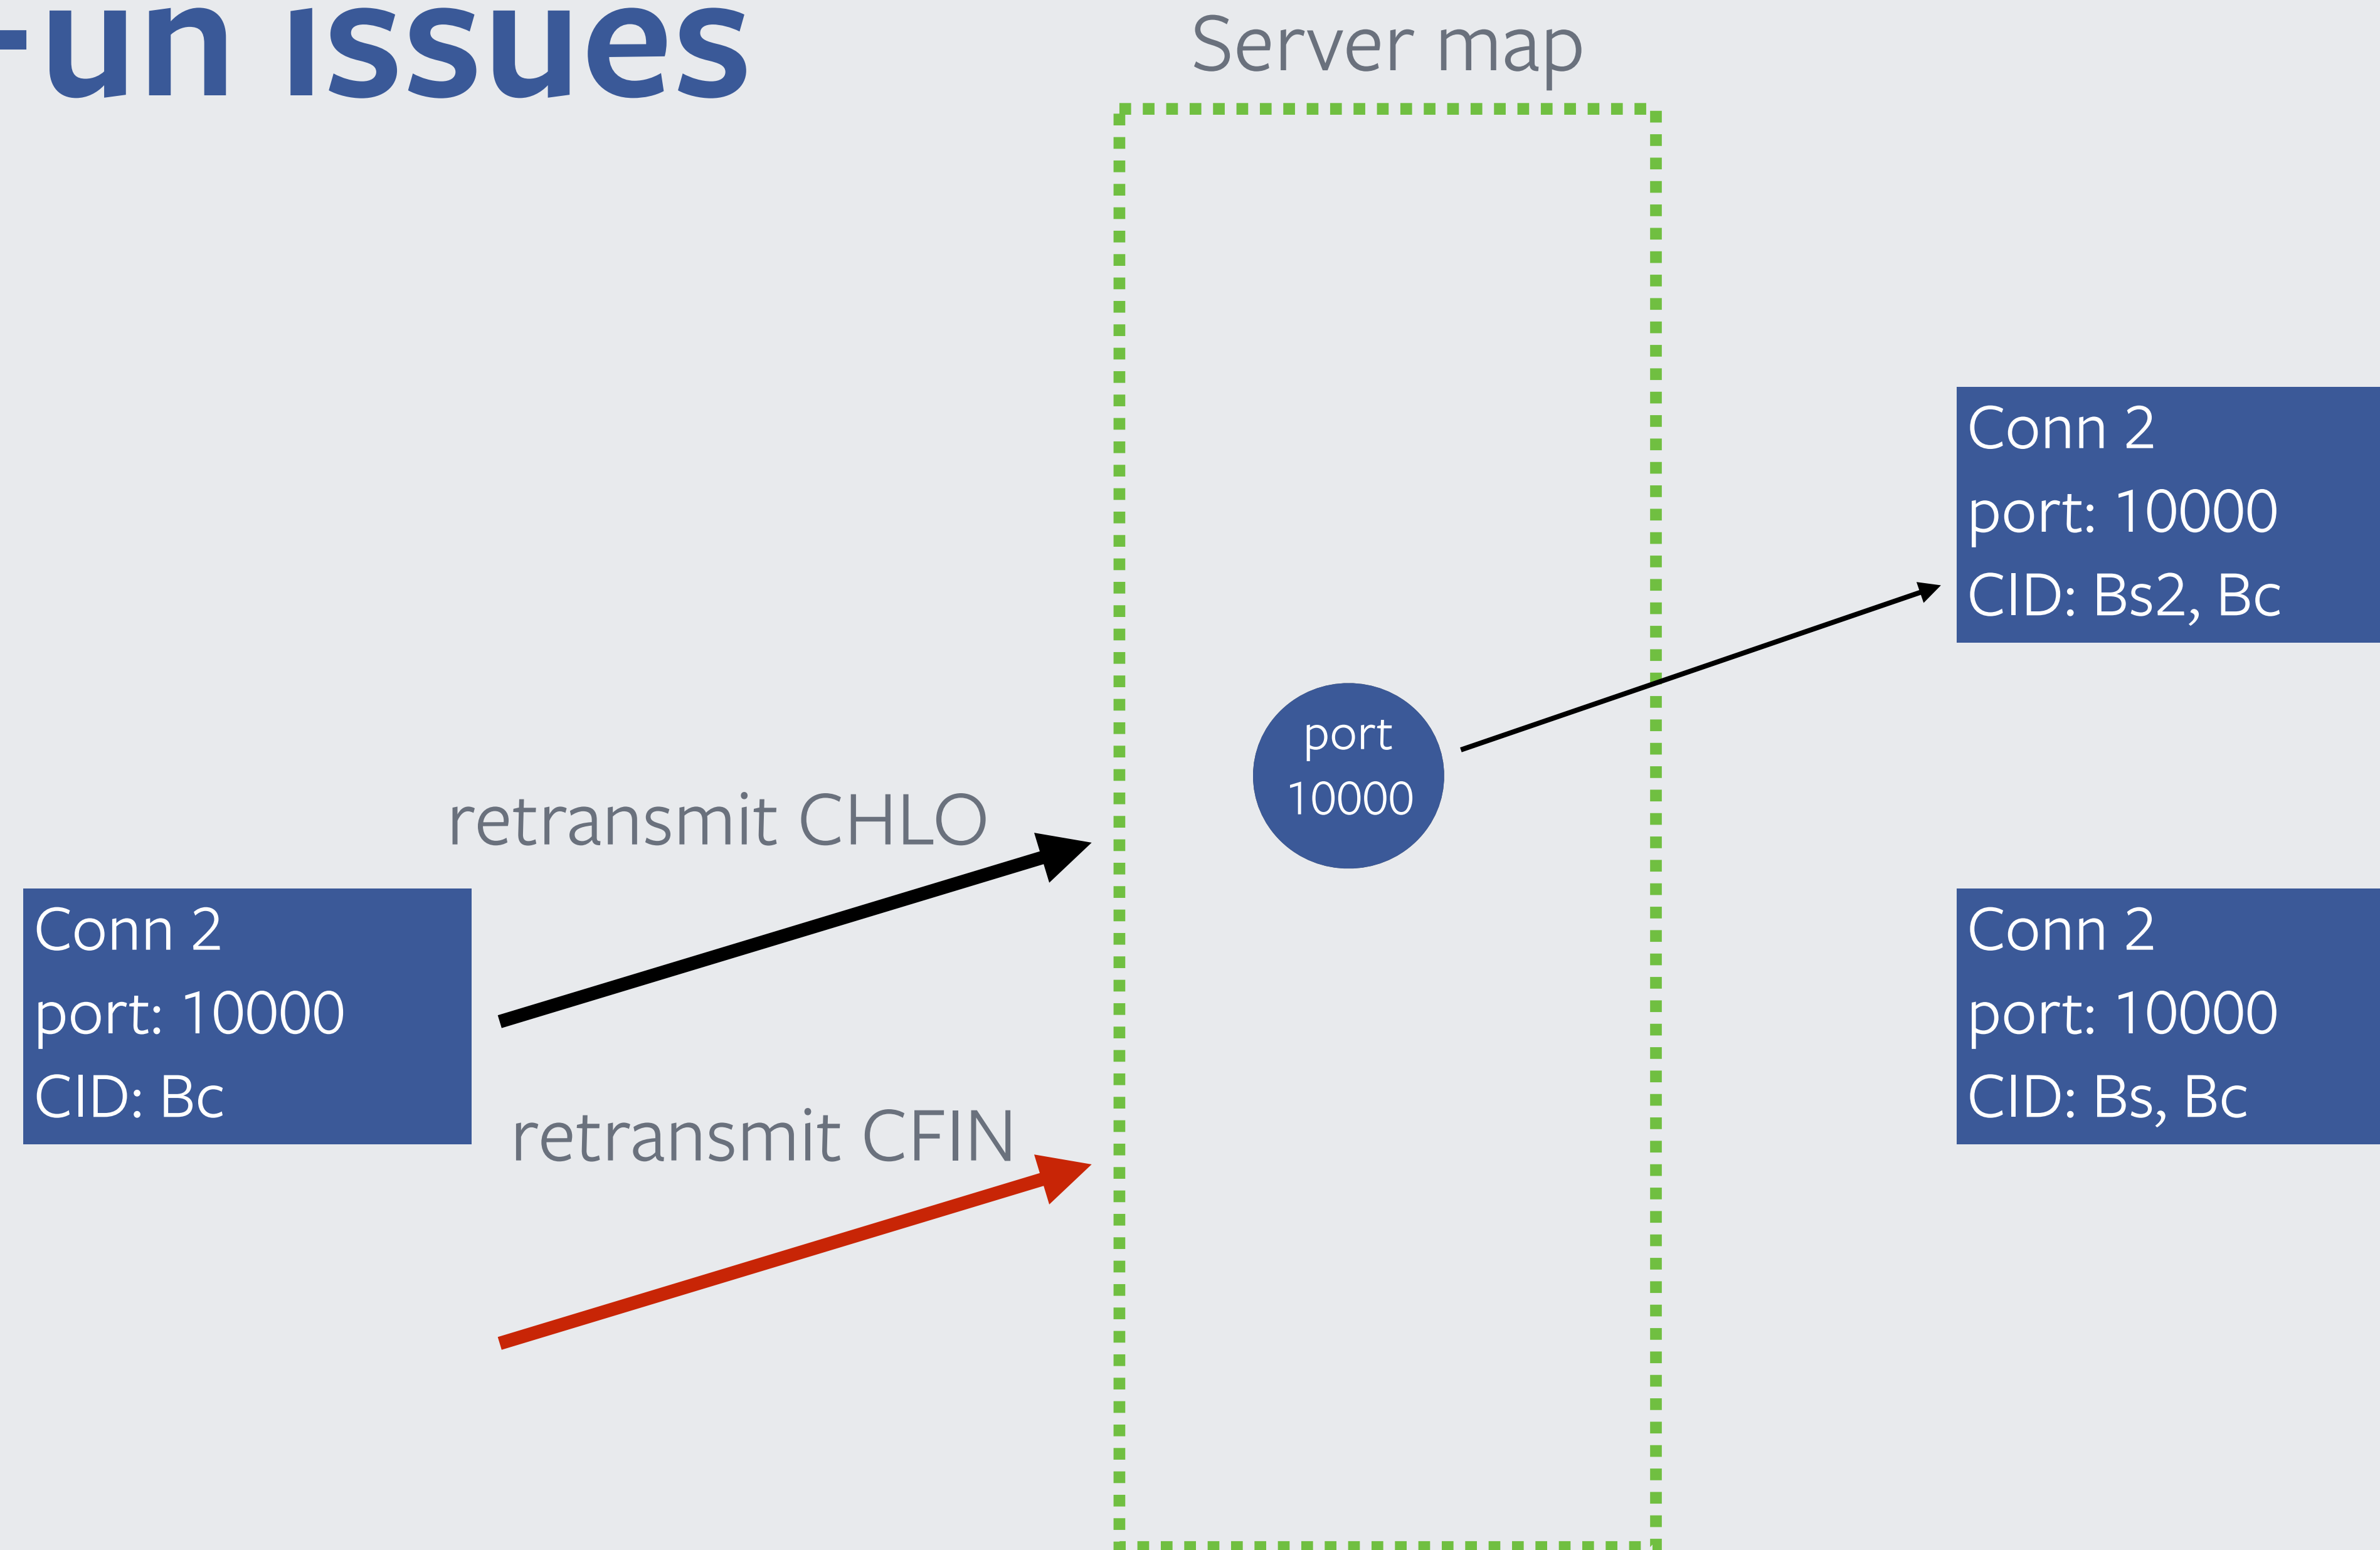 un issues
Server map
Conn 2
port: 10000
CID: Bs2, Bc
port
10000
retransmit CHLO
Conn 2
port: 10000
CID: Bc
retransmit CFIN
Conn 2
port: 10000
CID: Bs, Bc